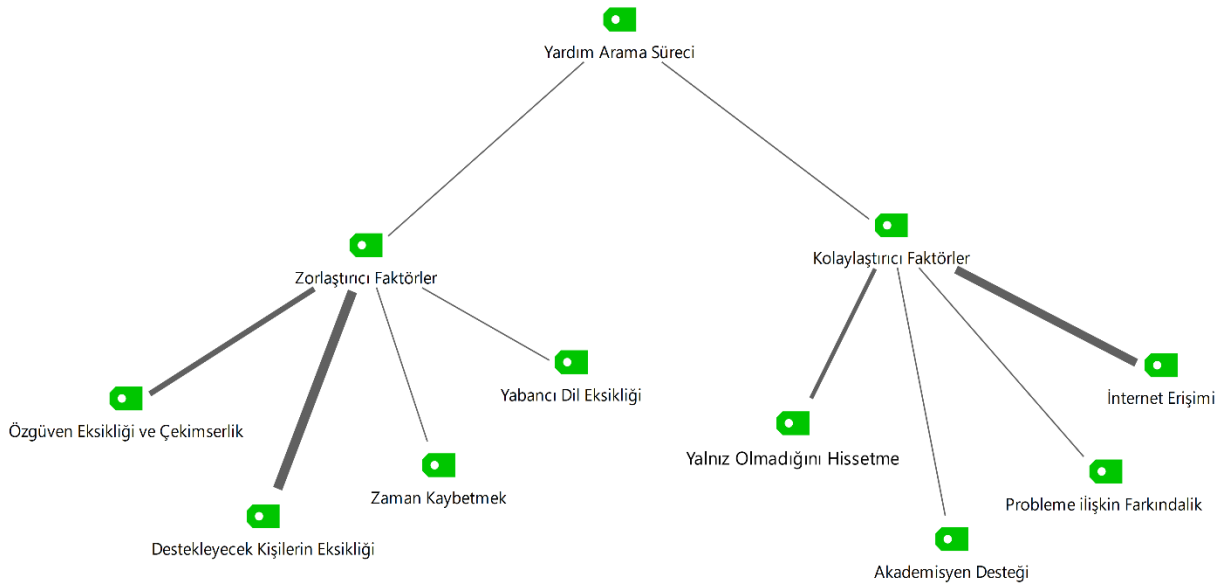 Yardım Arama Süreci
Zorlaştırıcı Faktörler
Kolaylaştırıcı Faktörler
Özgüven Eksikliği ve Çekimserlik
Destekleyecek Kişilerin Eksikliği
Zaman Kaybetmek
Yabancı Dil Eksikliği
Yalnız Olmadığını Hissetme
Akademisyen Desteği
Probleme ilişkin Farkındalik
İnternet Erişimi